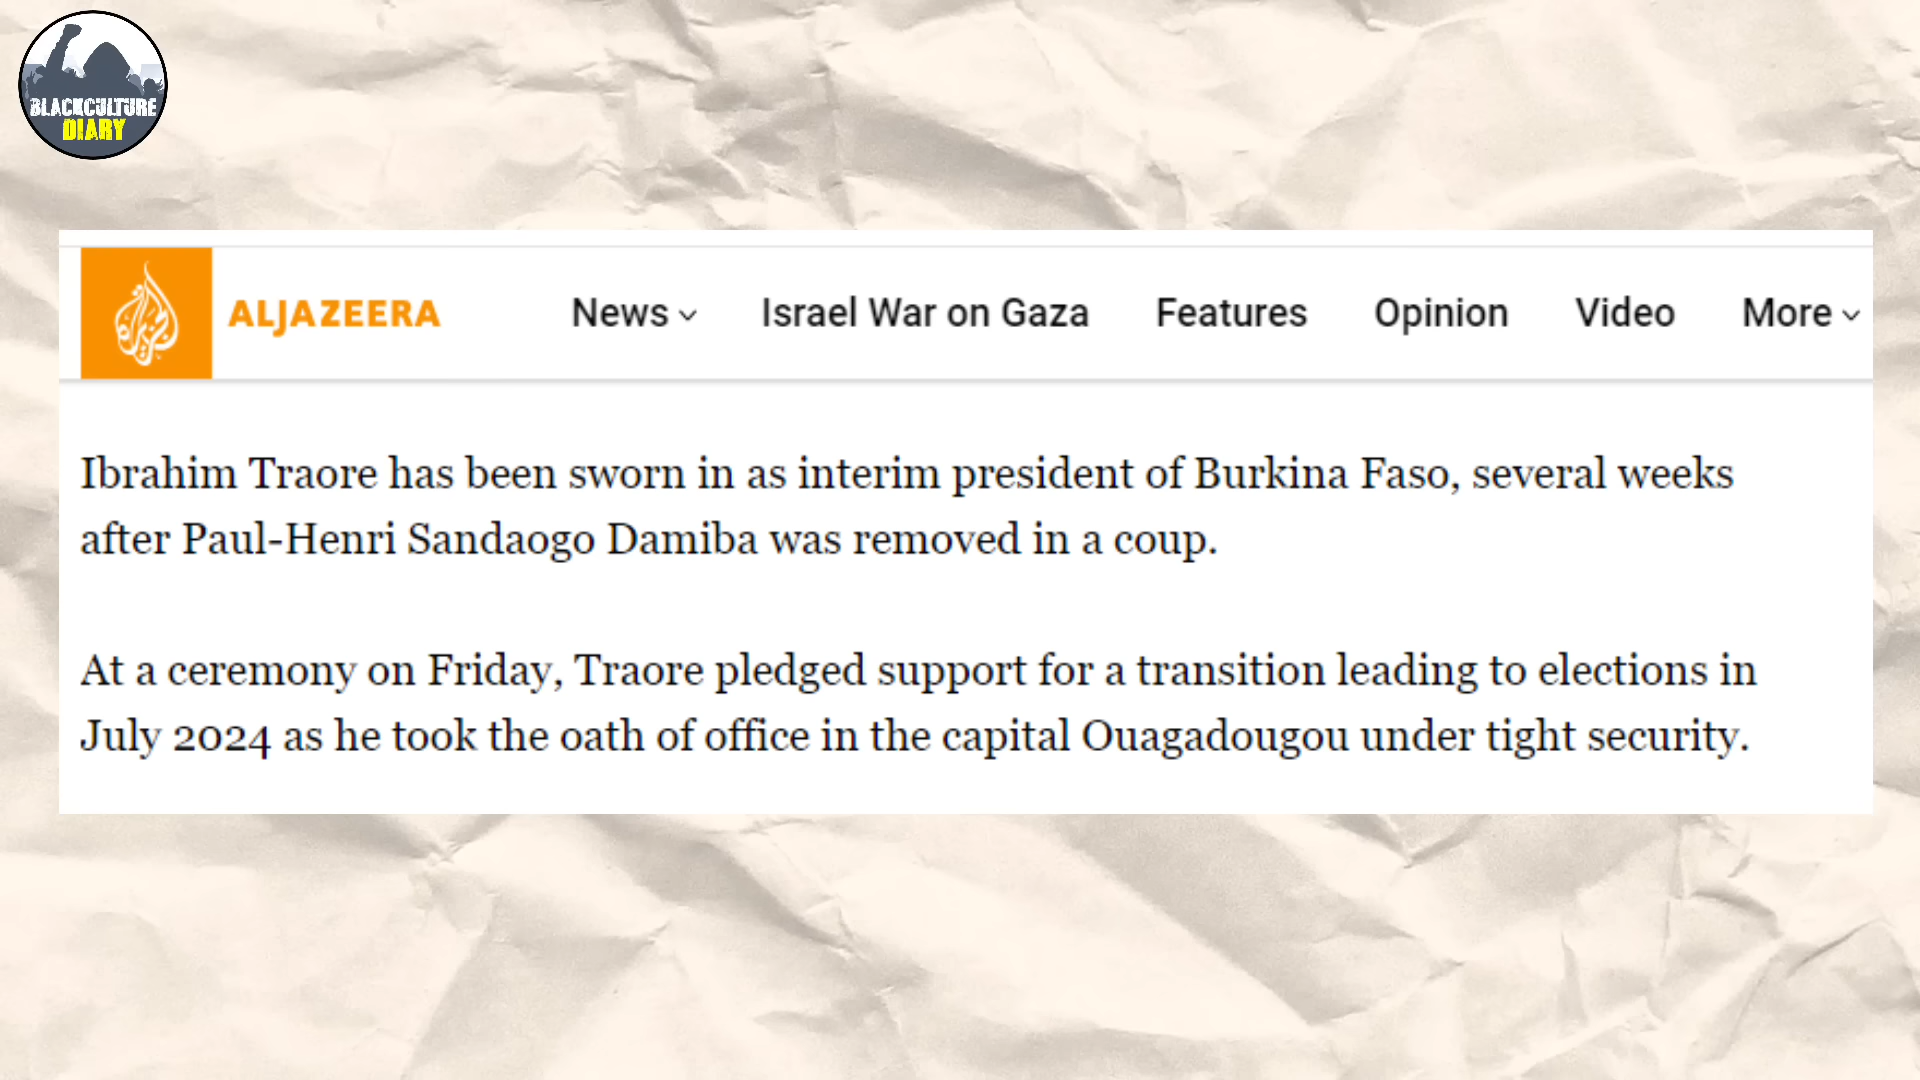 BLACKCULTURE
DIARY
ALJAZEERA
News
Israel War on Gaza
Features
Opinion
Video
More
Ibrahim Traore has been sworn in as interim president of Burkina Faso, several weeks
after Paul-Henri Sandaogo Damiba was removed in a coup.
At a ceremony on Friday, Traore pledged support for a transition leading to elections in
July 2024 as he took the oath of office in the capital Ouagadougou under tight security.